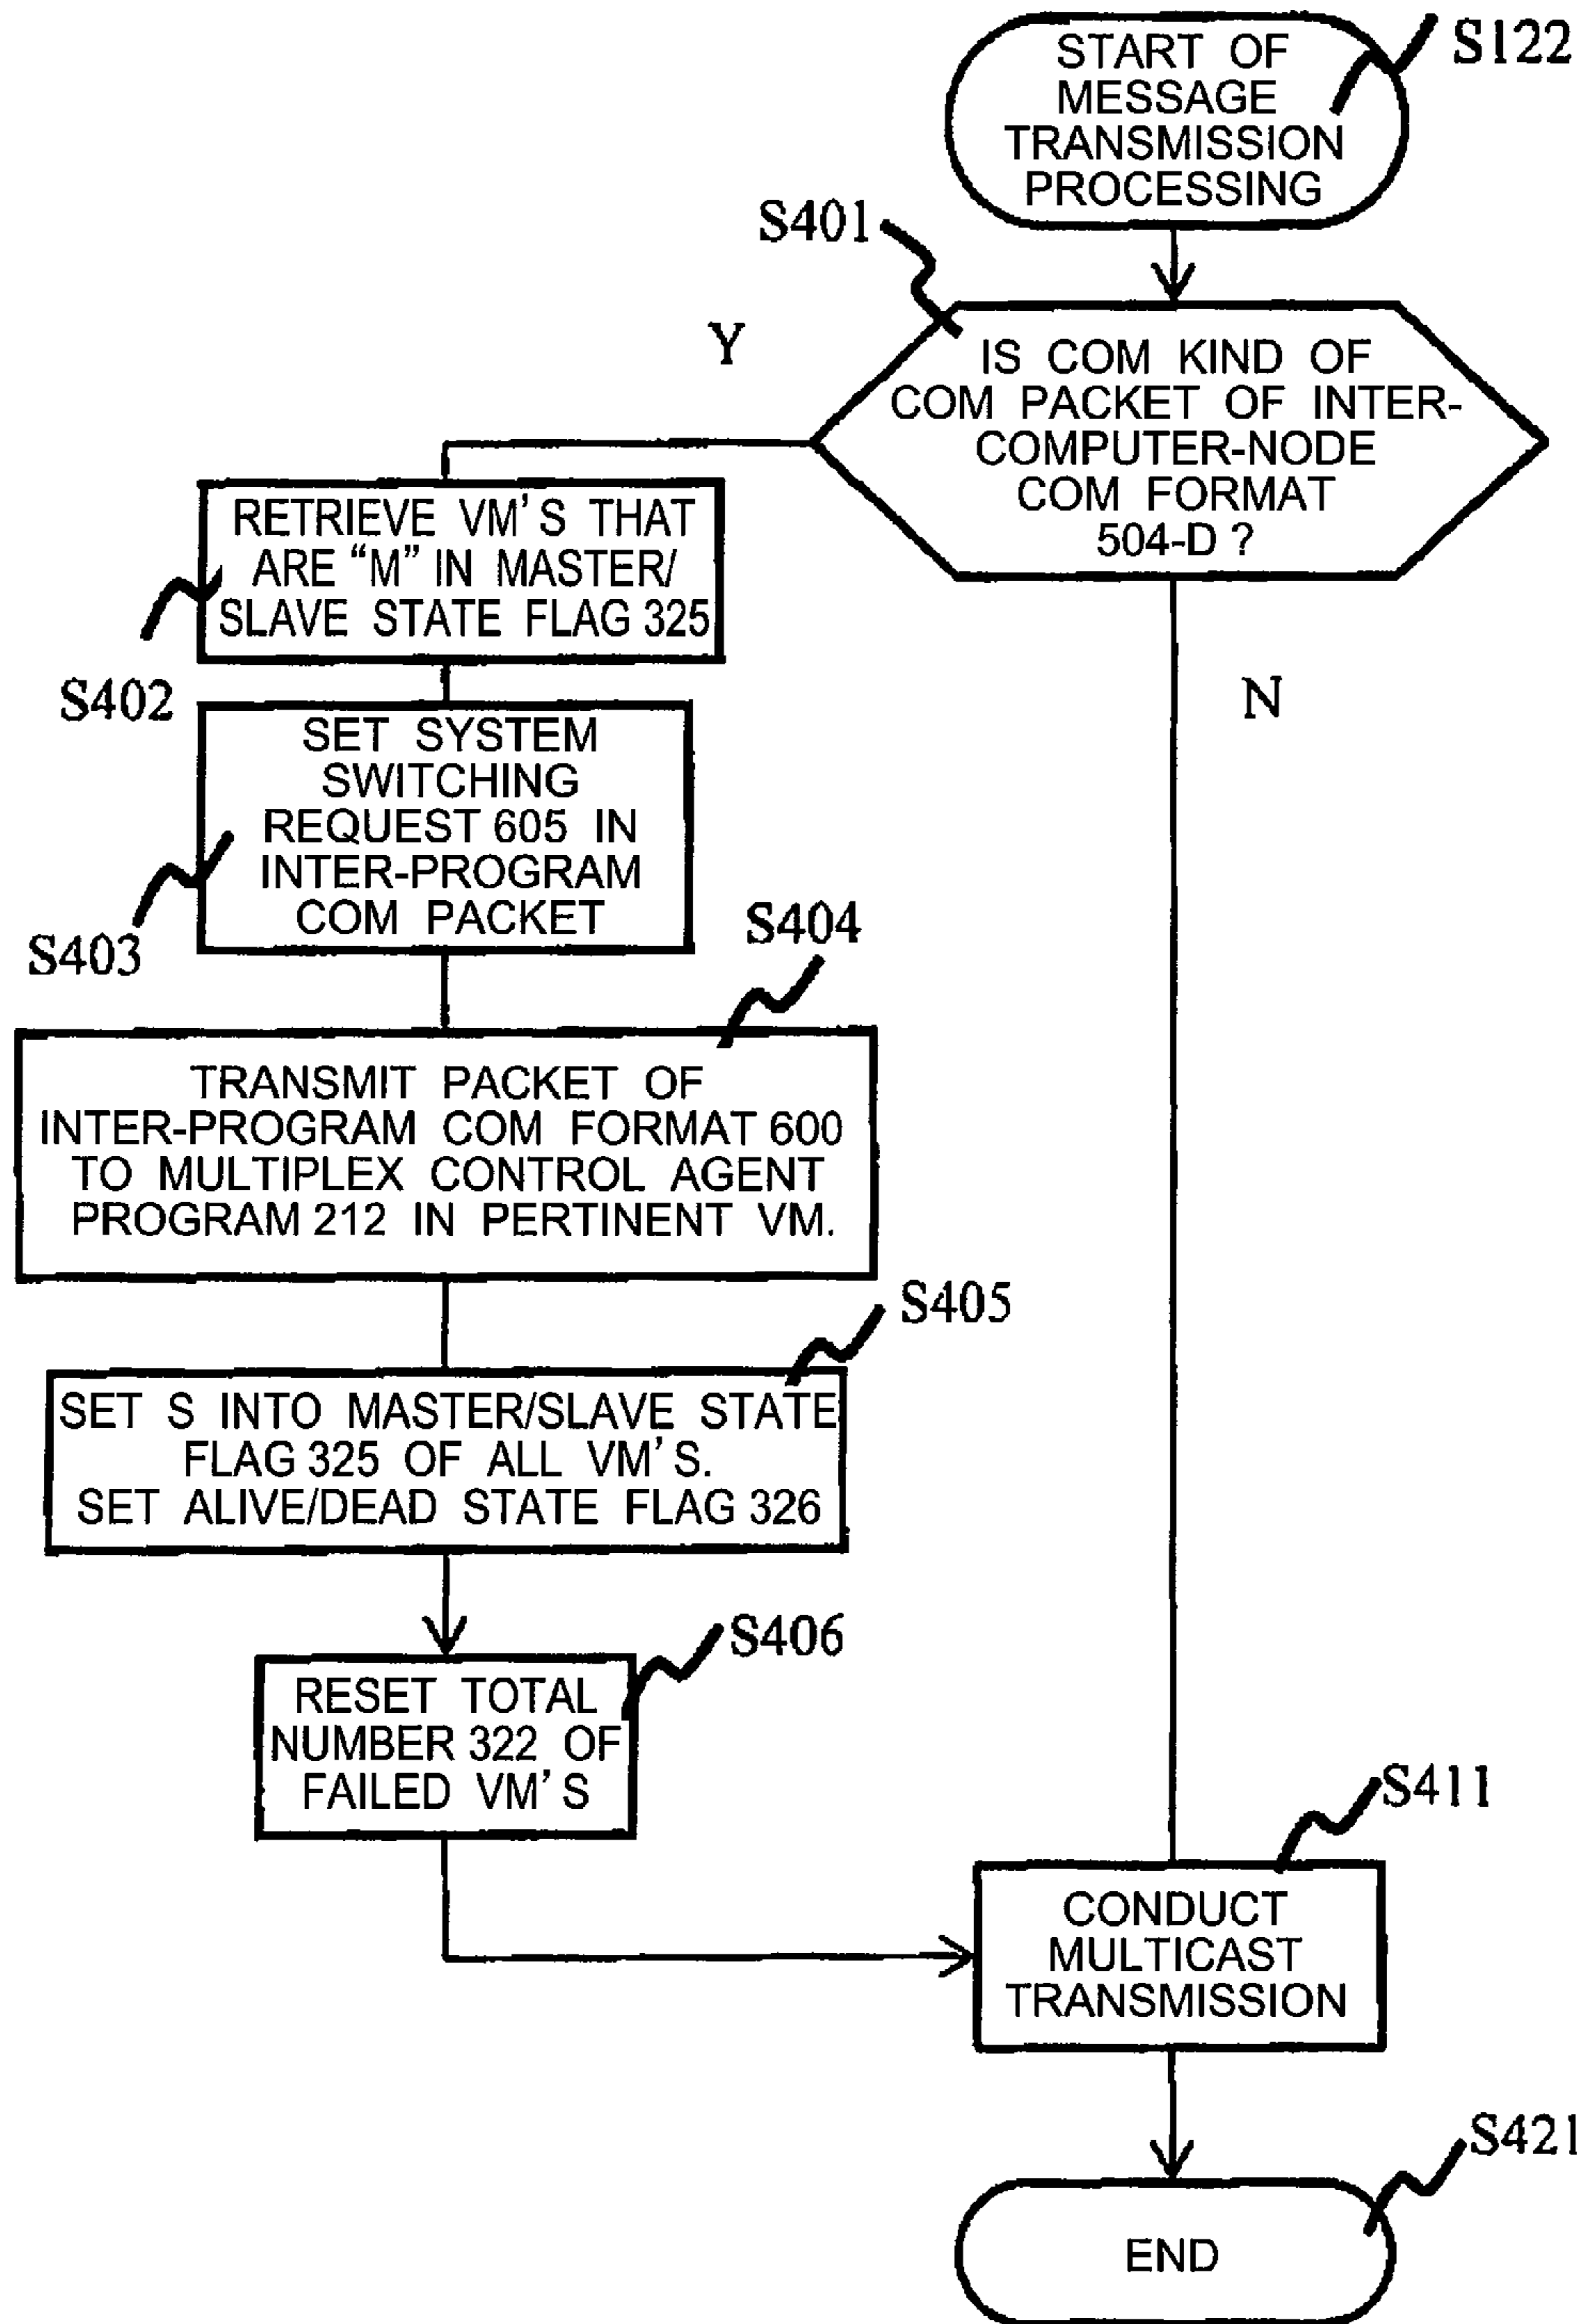 START OF
MESSAGE
TRANSMISSION
PROCESSING
S122
S401
Y
IS COM KIND OF
COM PACKET OF INTER-
COMPUTER-NODE
COM FORMAT
504-D ?
N
RETRIEVE VM'S THAT
ARE “M” IN MASTER/
SLAVE STATE FLAG 325
S402
SET SYSTEM
SWITCHING
REQUEST 605 IN
INTER-PROGRAM
COM PACKET
S403
S404
TRANSMIT PACKET OF
INTER-PROGRAM COM FORMAT 600
TO MULTIPLEX CONTROL AGENT
PROGRAM 212 IN PERTINENT VM.
S405
SET S INTO MASTER/SLAVE STATE
FLAG 325 OF ALL VM'S.
SET ALIVE/DEAD STATE FLAG 326
S406
RESET TOTAL
NUMBER 322 OF
FAILED VM'S
S411
CONDUCT
MULTICAST
TRANSMISSION
S421
END